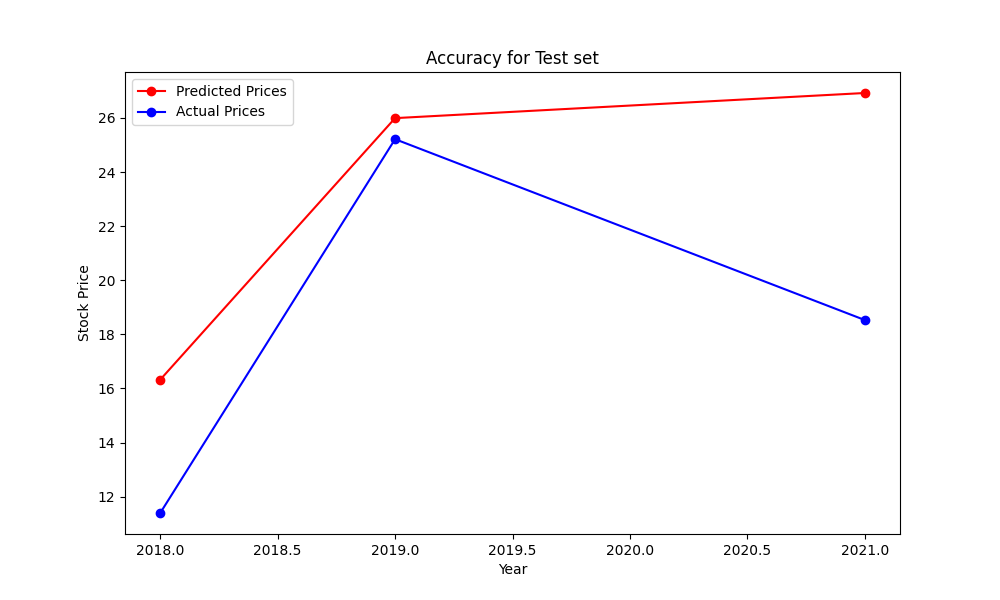 Accuracy for Test set
Predicted Prices
Actual Prices
26
24
22
20
18
16
14
12
Stock Price
2018.0 2018.5 2019.0 2019.5 2020.0 2020.5 2021.0
Year